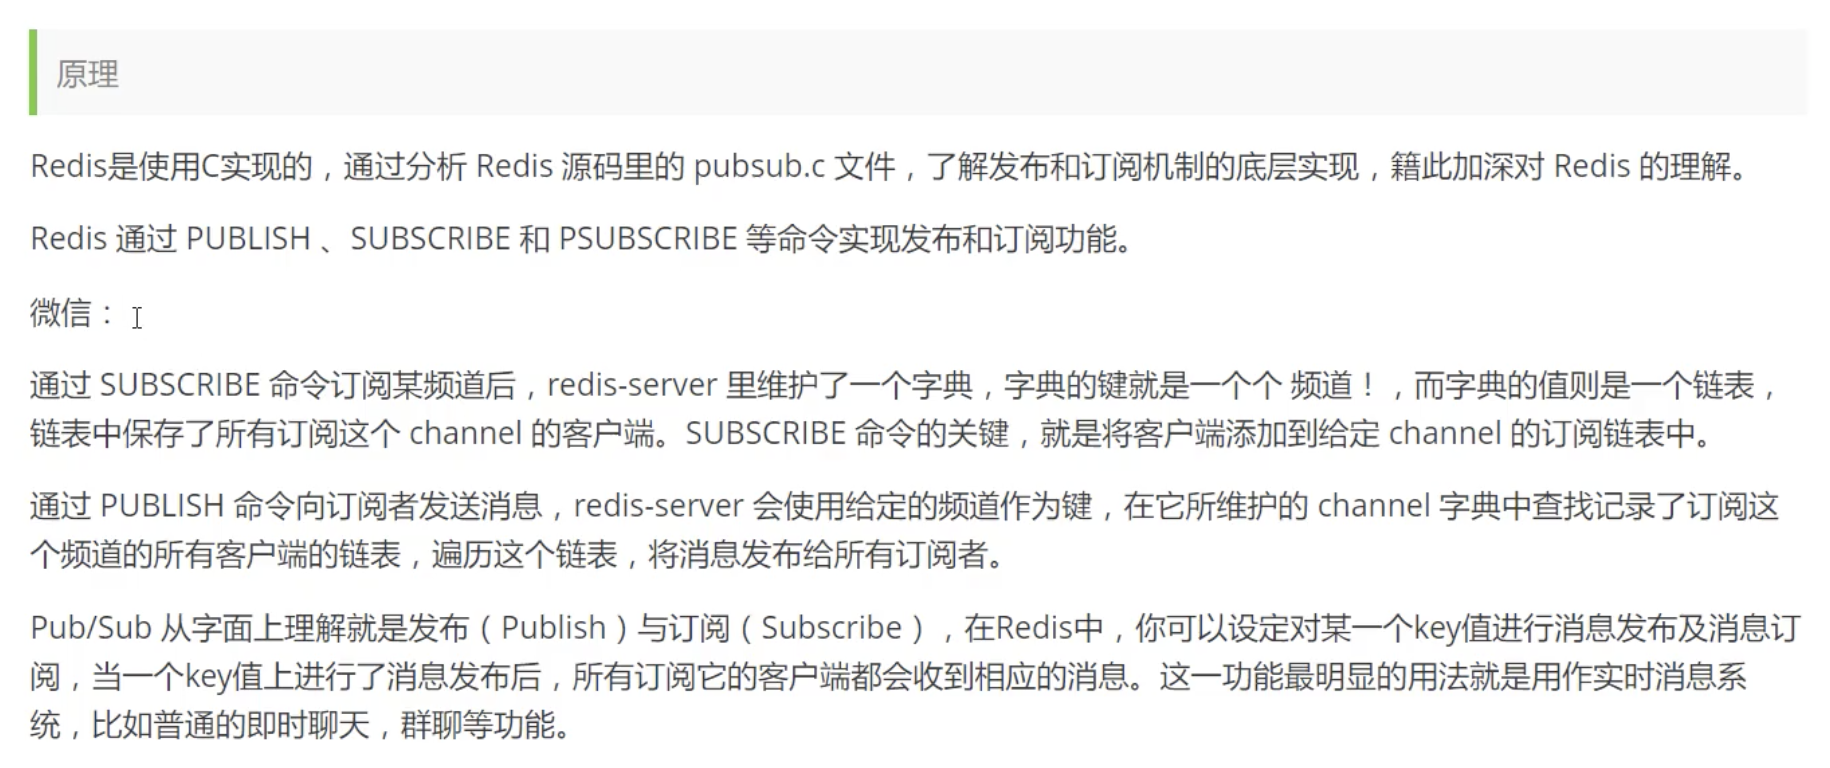 原理
Redis是使用C实现的，通过分析 Redis 源码里的 pubsub.c 文件，了解发布和订阅机制的底层实现，籍此加深对 Redis 的理解。
Redis 通过 PUBLISH 、SUBSCRIBE 和 PSUBSCRIBE 等命令实现发布和订阅功能。
微信：
通过 SUBSCRIBE 命令订阅某频道后，redis-server 里维护了一个字典，字典的键就是一个个 频道！，而字典的值则是一个链表，
链表中保存了所有订阅这个 channel 的客户端。SUBSCRIBE 命令的关键，就是将客户端添加到给定 channel 的订阅链表中。
通过 PUBLISH 命令向订阅者发送消息，redis-server 会使用给定的频道作为键，在它所维护的 channel 字典中查找记录了订阅这
个频道的所有客户端的链表，遍历这个链表，将消息发布给所有订阅者。
Pub/Sub 从字面上理解就是发布（Publish）与订阅（Subscribe），在Redis中，你可以设定对某一个key值进行消息发布及消息订
阅，当一个key值上进行了消息发布后，所有订阅它的客户端都会收到相应的消息。这一功能最明显的用法就是用作实时消息系
统，比如普通的即时聊天，群聊等功能。